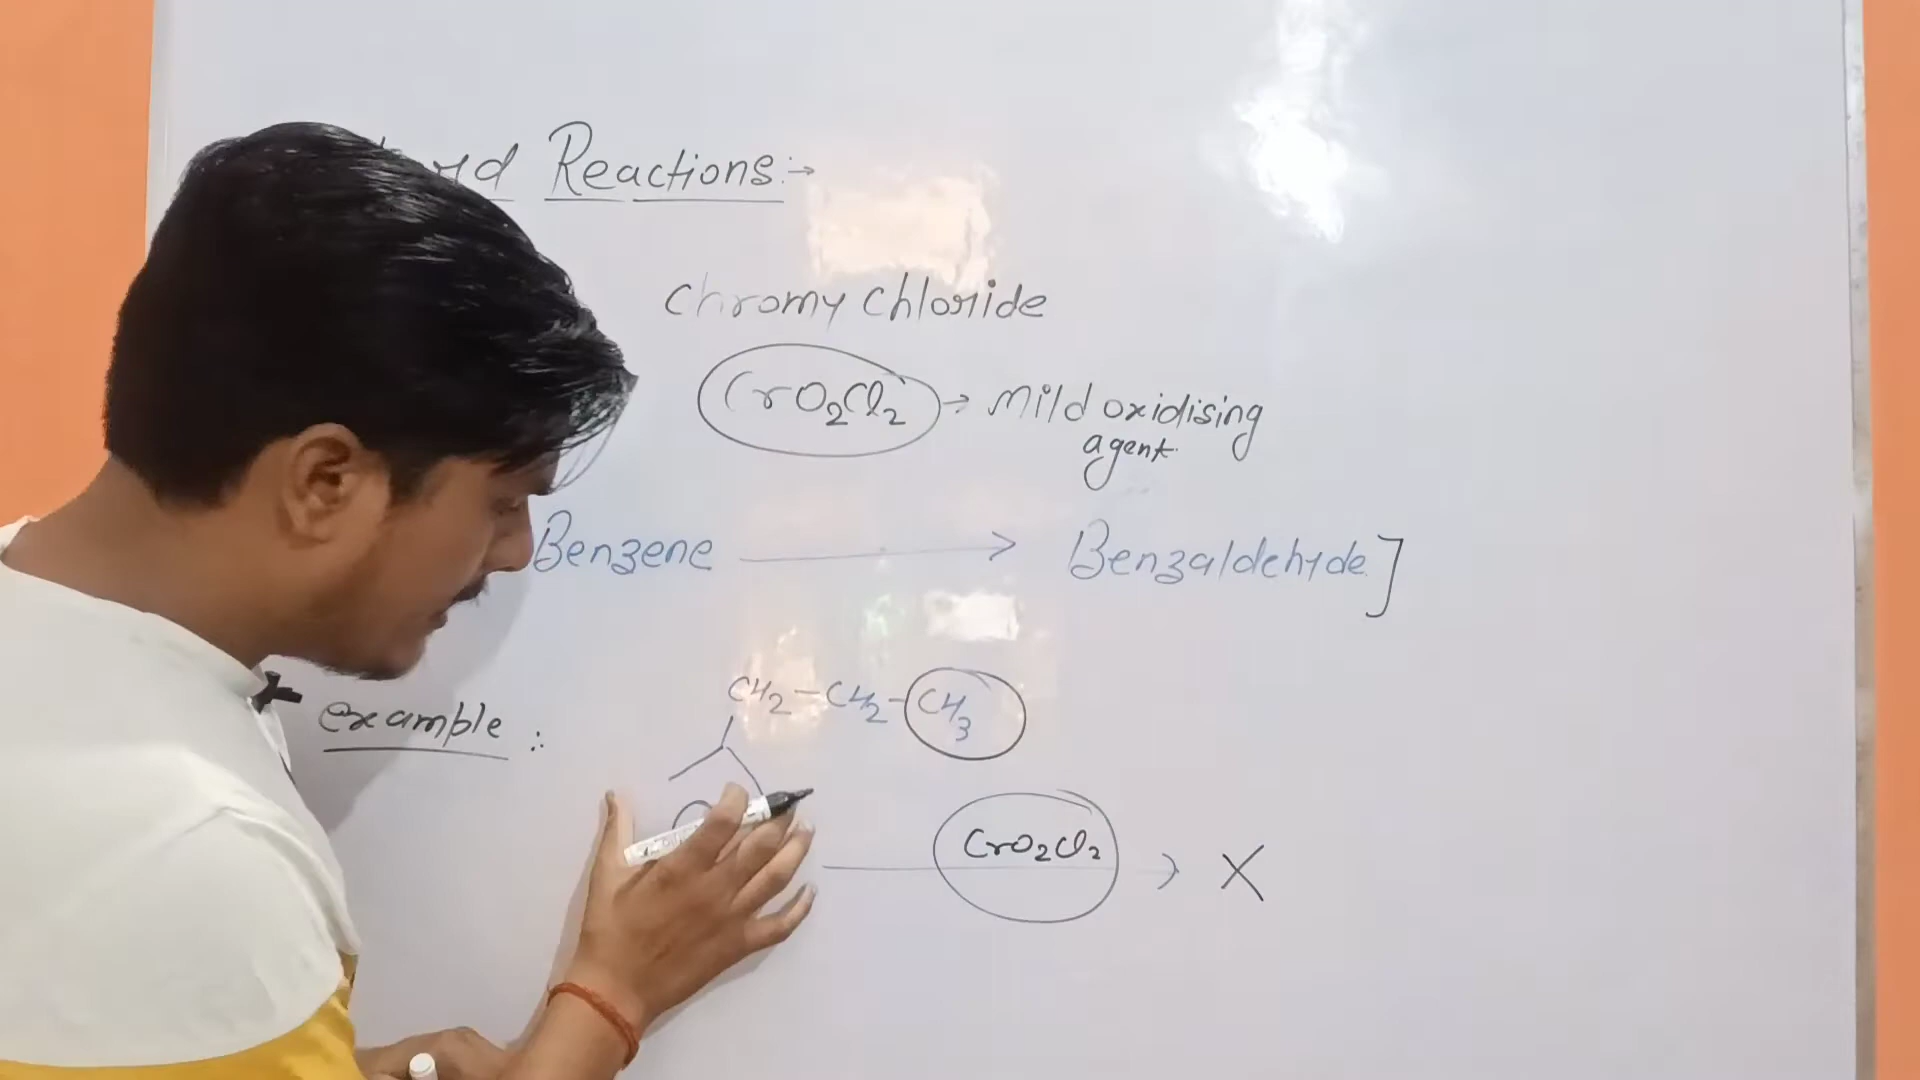 Reactions:→
Chromy Chloride
CrO2Cl2 → Mild oxidising
agent.
Benzene → Benzaldehyde]
CH2-CH2-CH3
example :
CrO2Cl2 → X